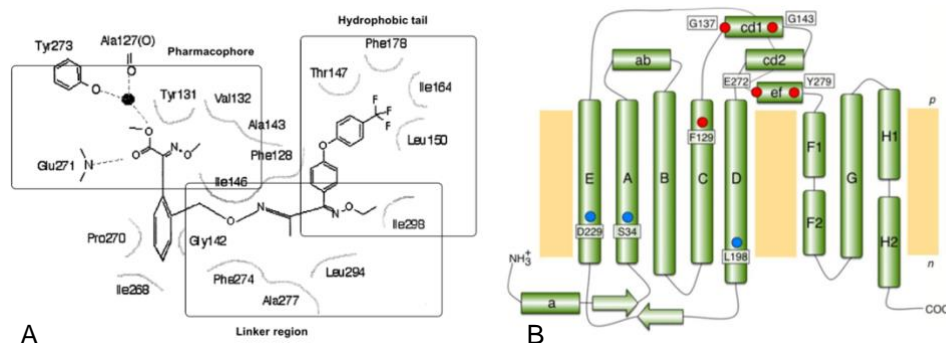 Hydrophobic tail
Pharmacophore
Tyr273
Ala127(O)
O
O
Tyr131
Val132
Ala143
Phe128
Glu271
N
O
O
N
O
Ile146
Thr147
Phe178
Ile164
Leu150
F
F
F
O
Pro270
Gly142
Ile268
O
N
N
O
Ile298
Phe274
Leu294
Ala277
Linker region
A
G137
cd1
G143
ab
cd2
E272
ef
Y279
F129
p
E
A
B
C
D
F1
G
H1
F2
H2
D229
S34
L198
n
NH3+
a
COO
B